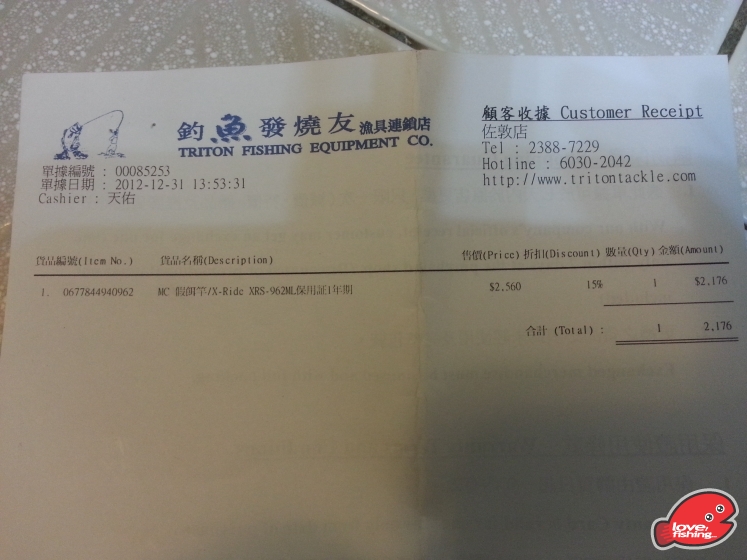 釣魚發燒友 漁具連鎖店
TRITON FISHING EQUIPMENT CO.
顧客收據 Customer Receipt
佐敦店
Tel : 2388-7229
Hotline : 6030-2042
http://www.tritontackle.com
單據編號 : 00085253
單據日期 : 2012-12-31 13:53:31
Cashier : 天佑
貨品編號(Item No.) 貨品名稱(Description) 售價(Price) 折扣(Discount) 數量(Qty) 金額(Amount)
1. 0677844940962 MC 假餌竿/X-Ride XRS-962ML保用証1年期 $2,560 15% 1 $2,176
合計 (Total) : 1 2,176
love,
fishing